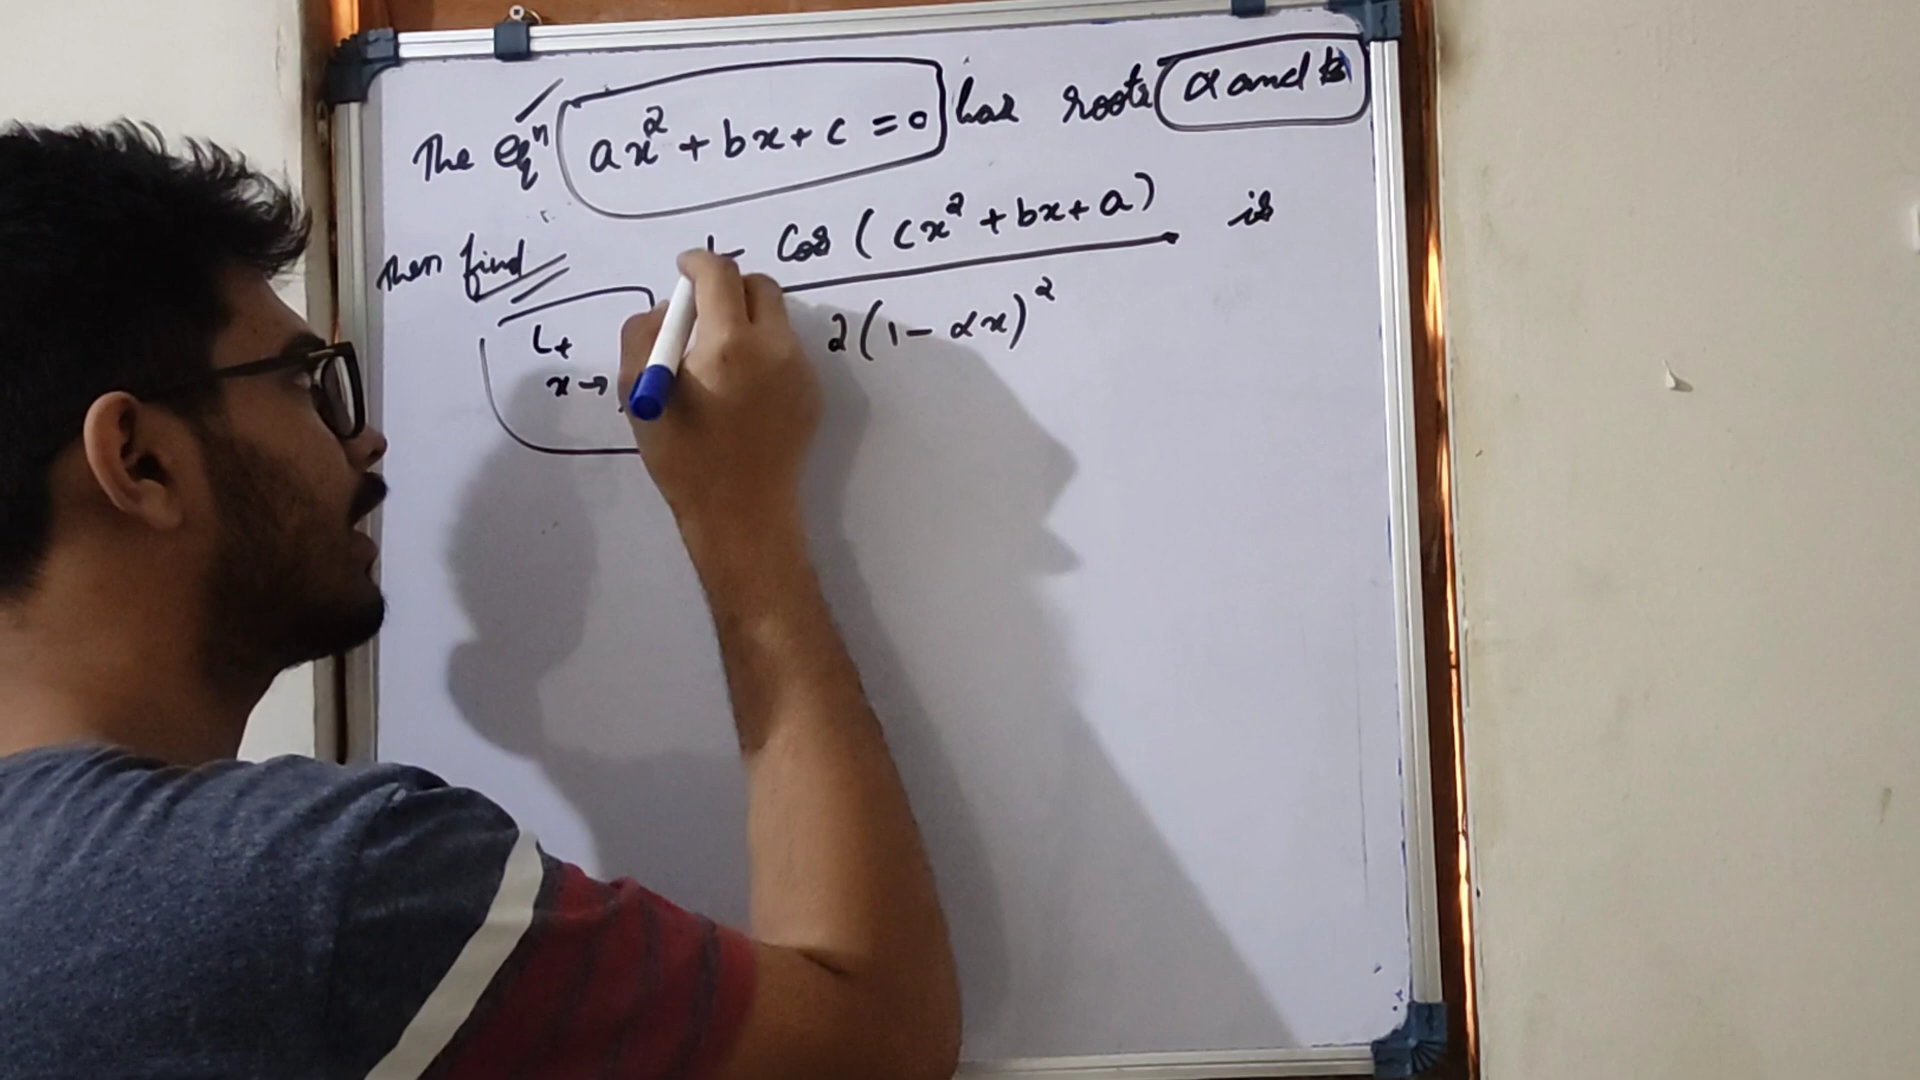 The eqⁿ ax² + bx + c = 0 has roots α and
Then find 1 - Cos ( cx² + bx + a ) is
Lt 2 ( 1 - αx )²
x →